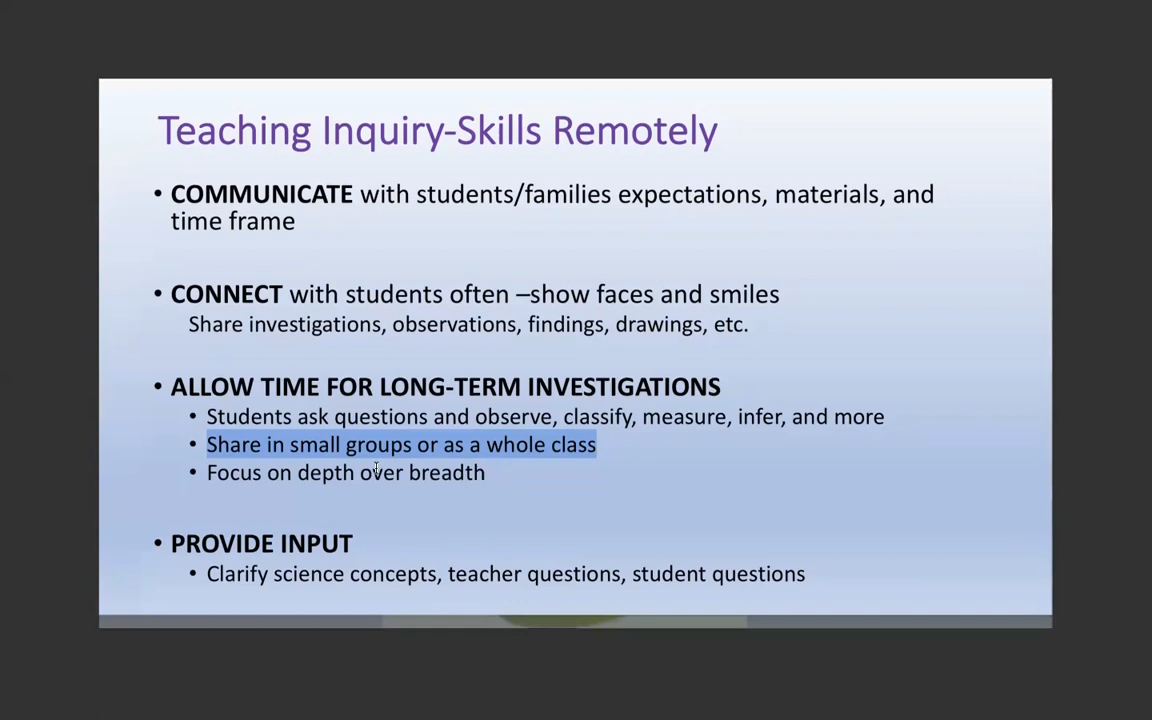 Teaching Inquiry-Skills Remotely
• COMMUNICATE with students/families expectations, materials, and
time frame
• CONNECT with students often –show faces and smiles
Share investigations, observations, findings, drawings, etc.
• ALLOW TIME FOR LONG-TERM INVESTIGATIONS
• Students ask questions and observe, classify, measure, infer, and more
• Share in small groups or as a whole class
• Focus on depth over breadth
• PROVIDE INPUT
• Clarify science concepts, teacher questions, student questions